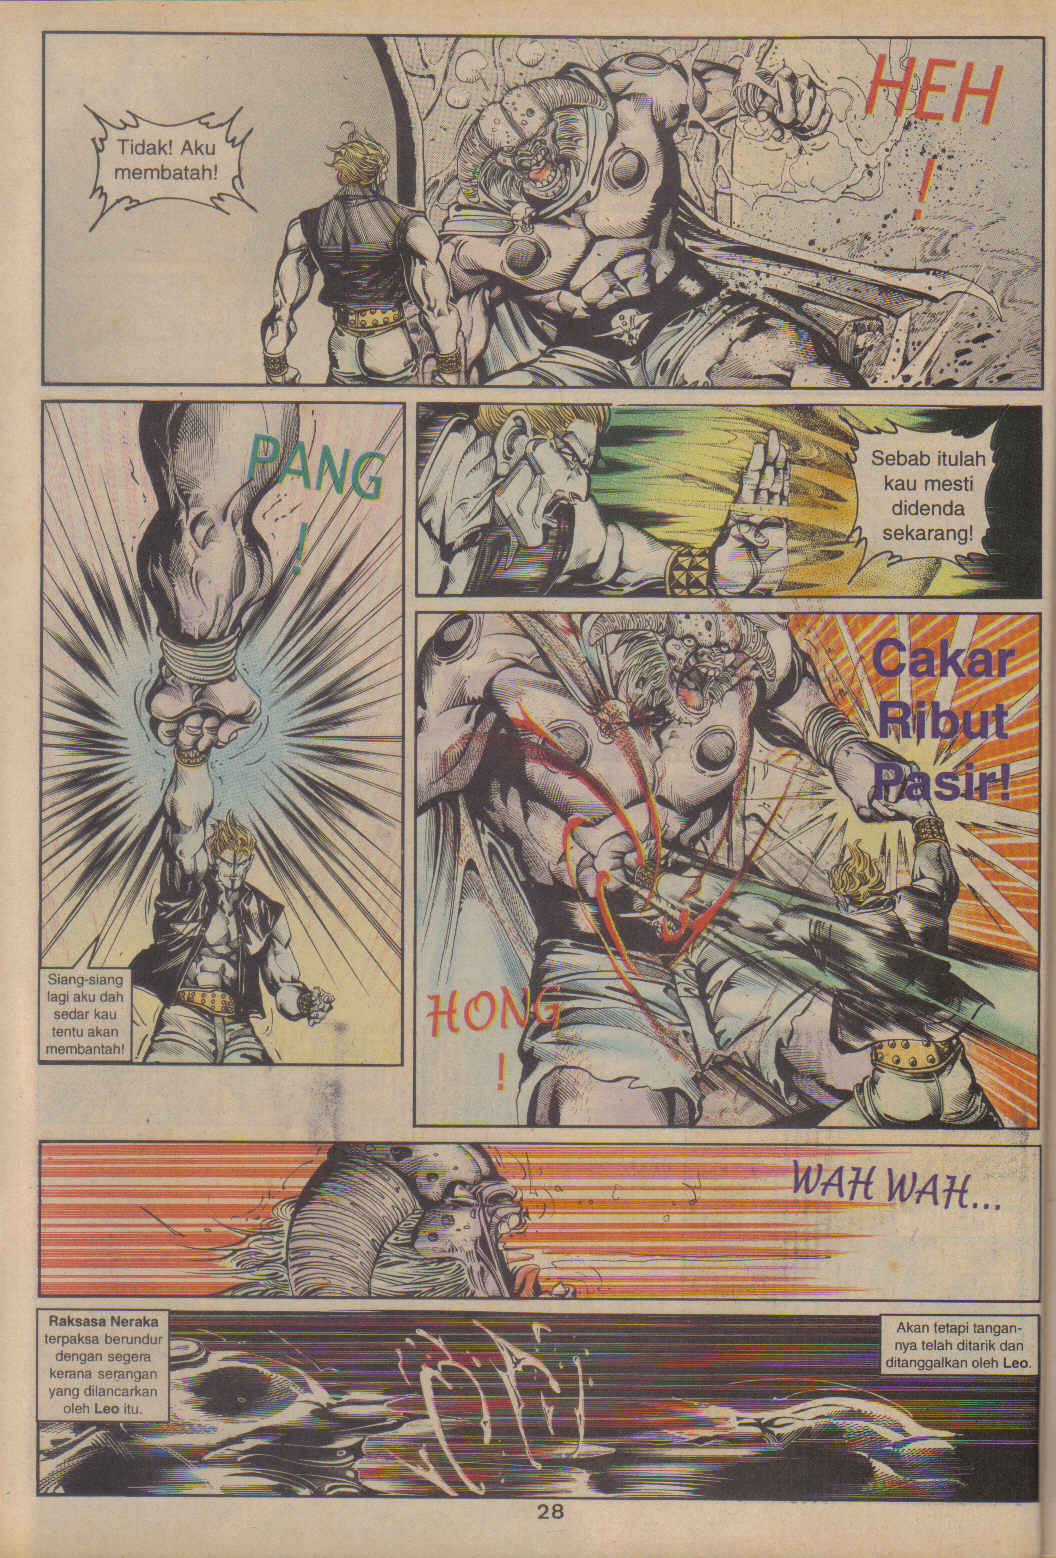 Tidak! Aku
membatah!
HEH
!
PANG
!
Siang-siang
lagi aku dah
sedar kau
tentu akan
membantah!
Sebab itulah
kau mesti
didenda
sekarang!
Cakar
Ribut
Pasir!
HONG
!
WAH WAH...
Raksasa Neraka
terpaksa berundur
dengan segera
kerana serangan
yang dilancarkan
oleh Leo itu.
Akan tetapi tangan-
nya telah ditarik dan
ditanggalkan oleh Leo.
28